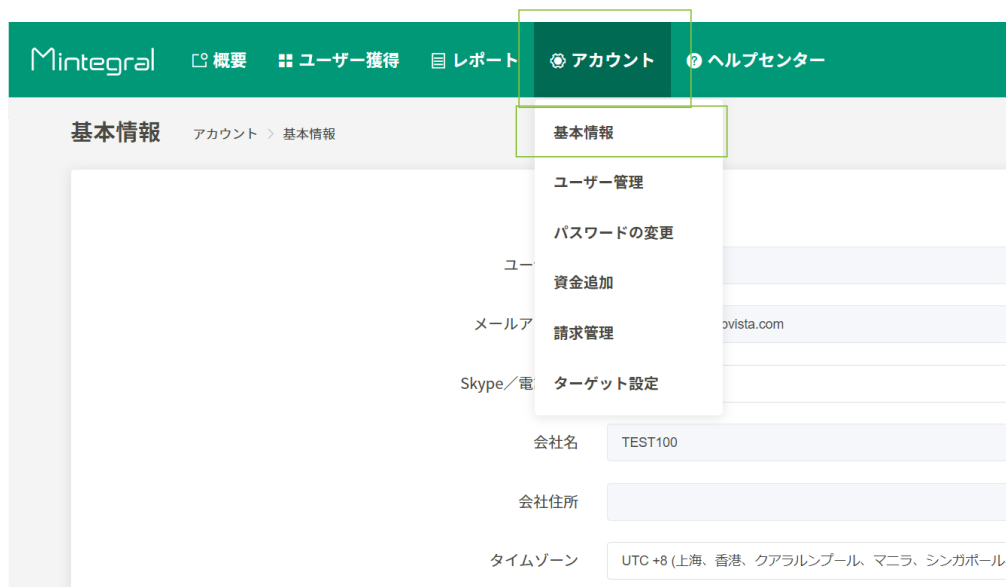 Mintegral 概要 ユーザー獲得 レポート アカウント ヘルプセンター
基本情報 アカウント > 基本情報
基本情報
ユーザー管理
パスワードの変更
資金追加
請求管理
ターゲット設定
ユー
メールア vista.com
Skype／電
会社名 TEST100
会社住所
タイムゾーン UTC +8 (上海、香港、クアラルンプール、マニラ、シンガポール